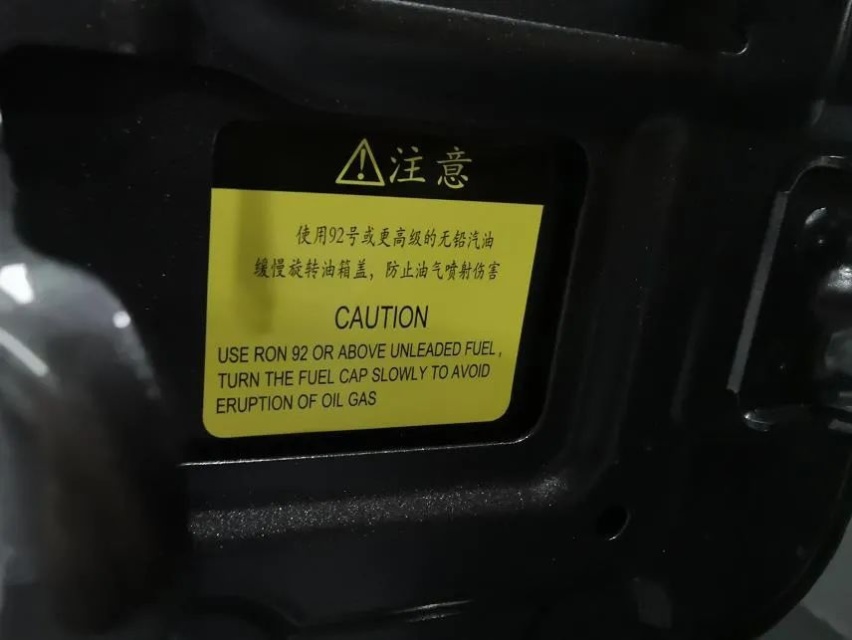 注意
使用92号或更高级的无铅汽油
缓慢旋转油箱盖，防止油气喷射伤害
CAUTION
USE RON 92 OR ABOVE UNLEADED FUEL,
TURN THE FUEL CAP SLOWLY TO AVOID
ERUPTION OF OIL GAS